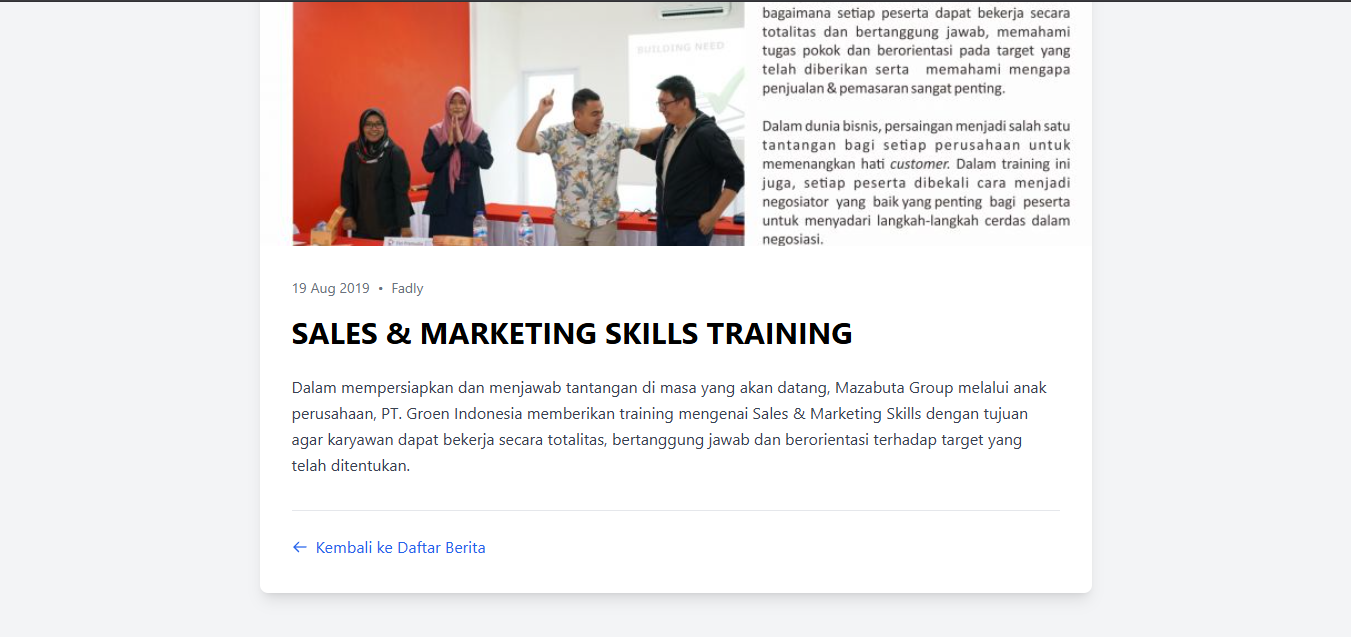 BUILDING NEED
bagaimana setiap peserta dapat bekerja secara
totalitas dan bertanggung jawab, memahami
tugas pokok dan berorientasi pada target yang
telah diberikan serta memahami mengapa
penjualan & pemasaran sangat penting.
Dalam dunia bisnis, persaingan menjadi salah satu
tantangan bagi setiap perusahaan untuk
memenangkan hati customer. Dalam training ini
juga, setiap peserta dibekali cara menjadi
negosiator yang baik yang penting bagi peserta
untuk menyadari langkah-langkah cerdas dalam
negosiasi.
19 Aug 2019 • Fadly
SALES & MARKETING SKILLS TRAINING
Dalam mempersiapkan dan menjawab tantangan di masa yang akan datang, Mazabuta Group melalui anak
perusahaan, PT. Groen Indonesia memberikan training mengenai Sales & Marketing Skills dengan tujuan
agar karyawan dapat bekerja secara totalitas, bertanggung jawab dan berorientasi terhadap target yang
telah ditentukan.
← Kembali ke Daftar Berita